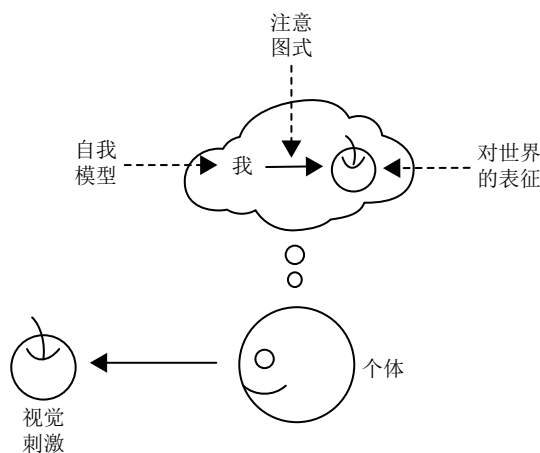 注意
图式
自我
模型
我
对世界
的表征
个体
视觉
刺激